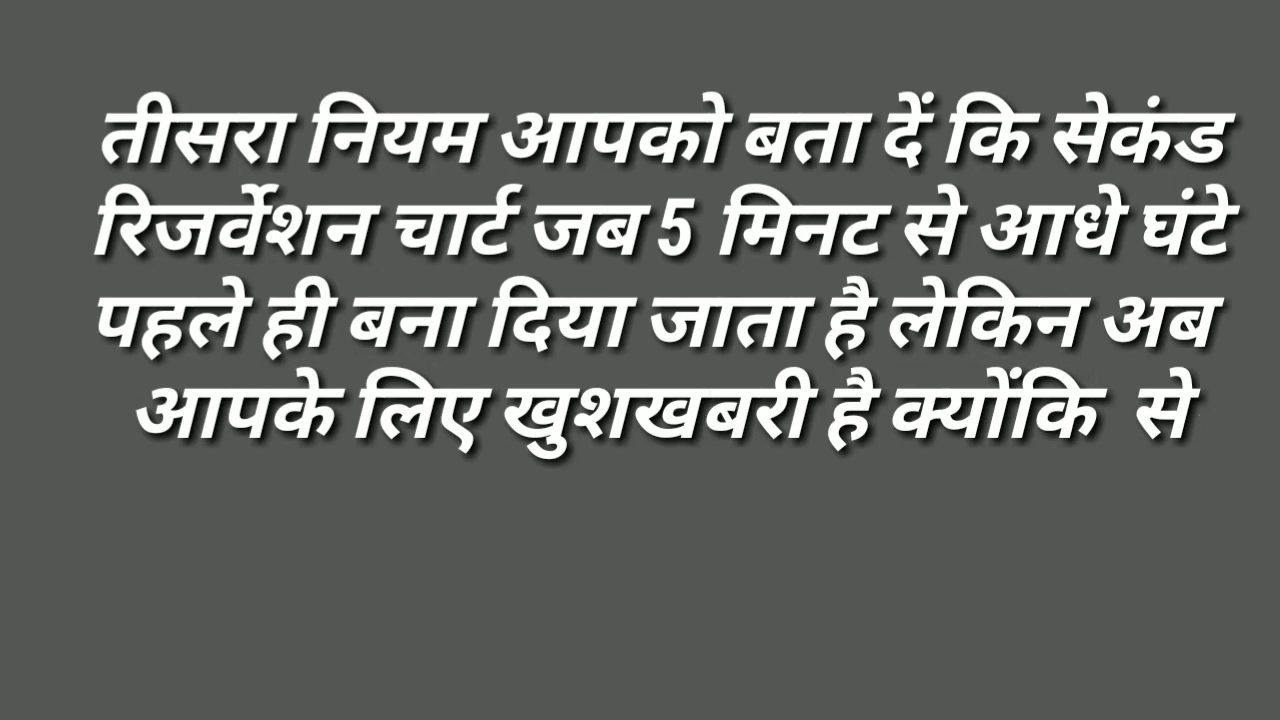 तीसरा नियम आपको बता दें कि सेकंड
रिजर्वेशन चार्ट जब 5 मिनट से आधे घंटे
पहले ही बना दिया जाता है लेकिन अब
आपके लिए खुशखबरी है क्योंकि से